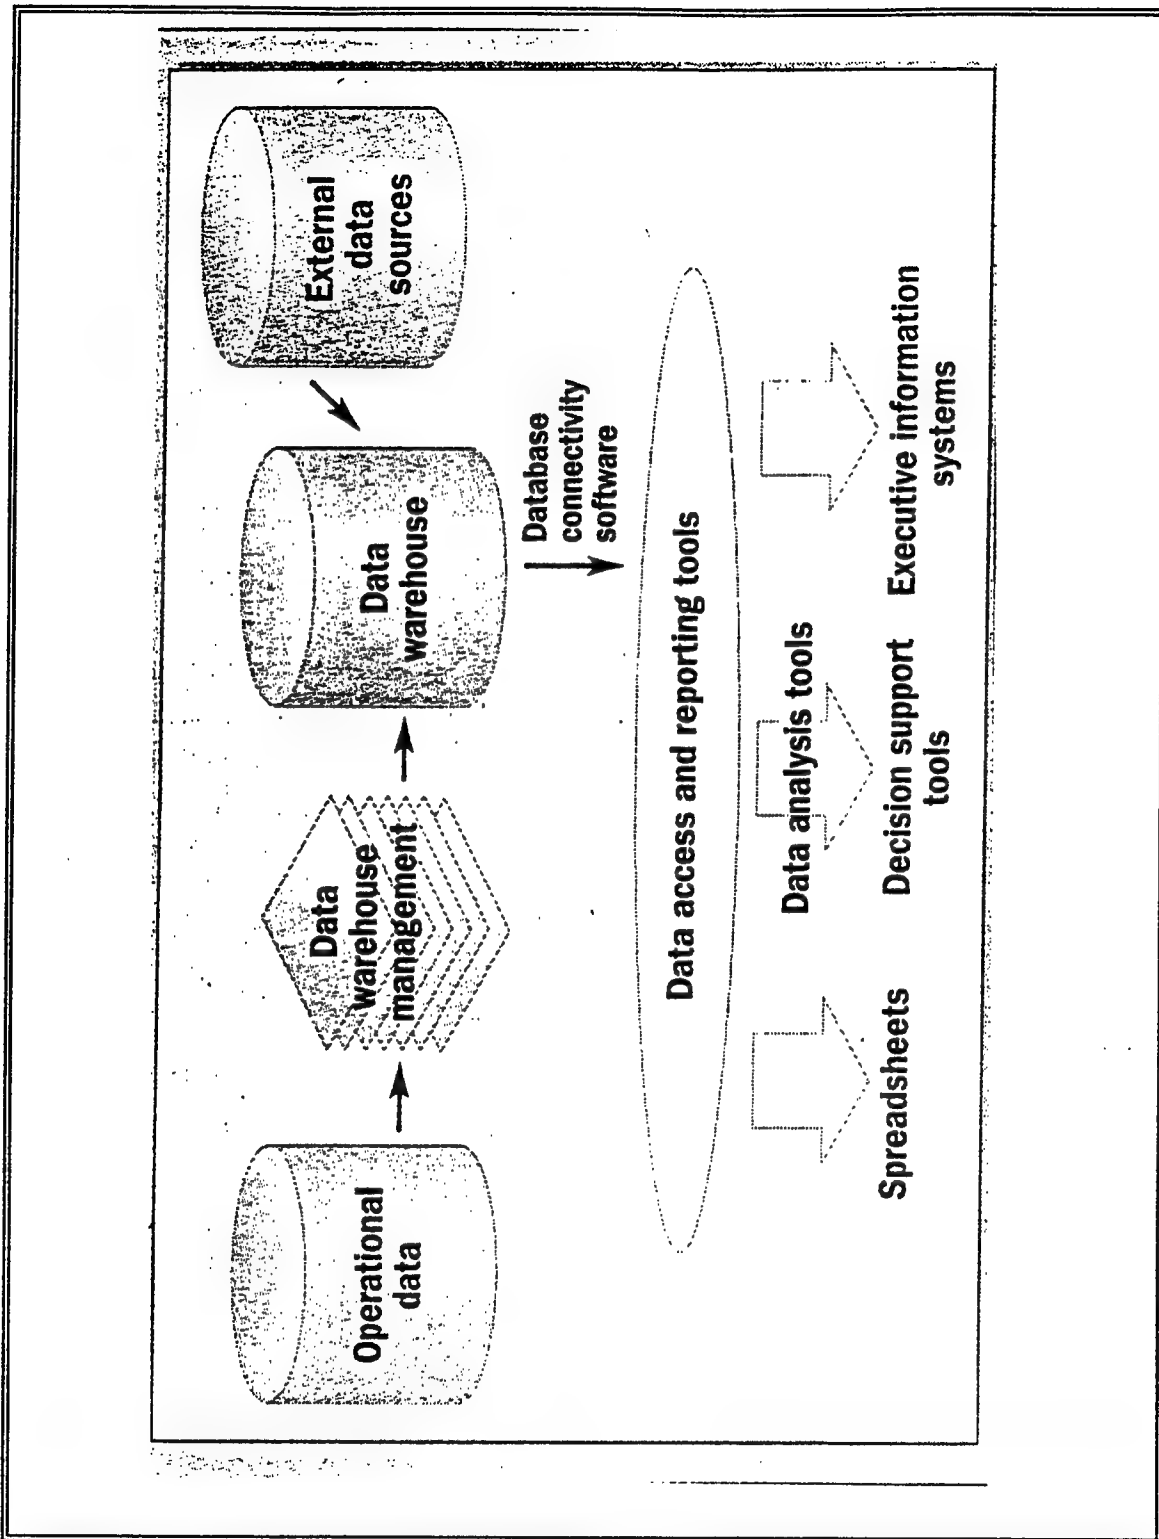 Operational
data
Data
warehouse
management
Data
warehouse
External
data
sources
Database
connectivity
software
Data access and reporting tools
Data analysis tools
Spreadsheets
Decision support
tools
Executive information
systems